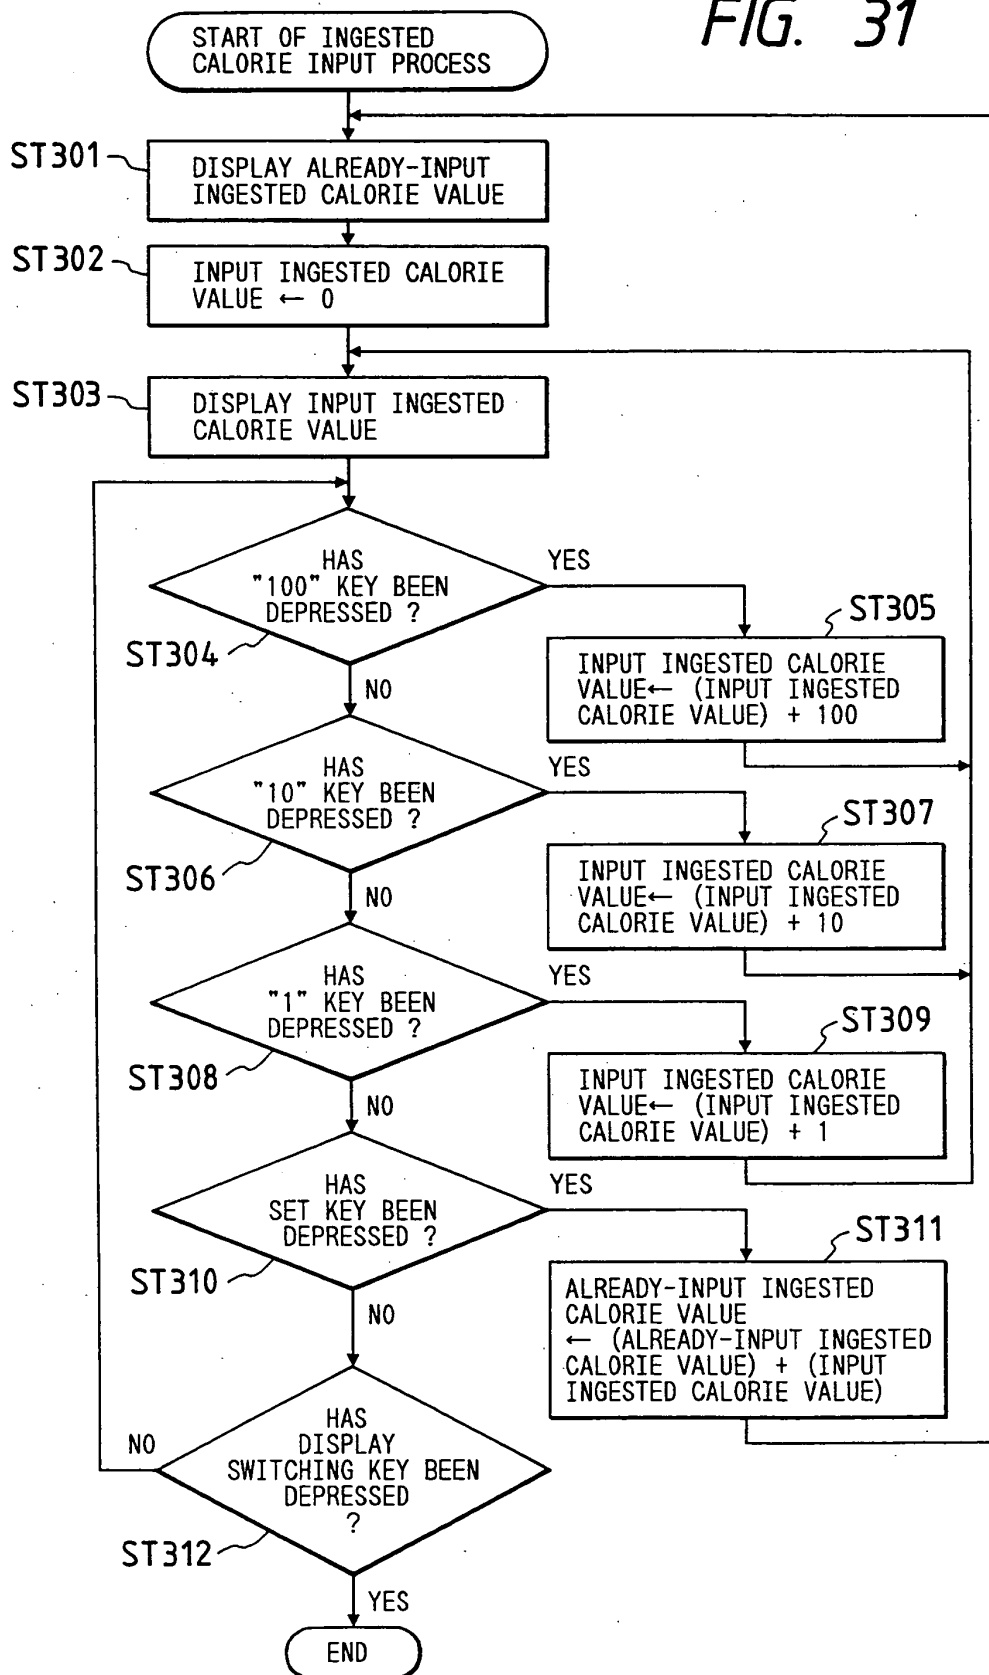 FIG. 31
START OF INGESTED
CALORIE INPUT PROCESS
ST301
DISPLAY ALREADY-INPUT
INGESTED CALORIE VALUE
ST302
INPUT INGESTED CALORIE
VALUE ← 0
ST303
DISPLAY INPUT INGESTED
CALORIE VALUE
HAS
"100" KEY BEEN
DEPRESSED ?
YES
ST304
NO
ST305
INPUT INGESTED CALORIE
VALUE← (INPUT INGESTED
CALORIE VALUE) + 100
HAS
"10" KEY BEEN
DEPRESSED ?
YES
ST306
NO
ST307
INPUT INGESTED CALORIE
VALUE← (INPUT INGESTED
CALORIE VALUE) + 10
HAS
"1" KEY BEEN
DEPRESSED ?
YES
ST308
NO
ST309
INPUT INGESTED CALORIE
VALUE← (INPUT INGESTED
CALORIE VALUE) + 1
HAS
SET KEY BEEN
DEPRESSED ?
YES
ST310
NO
ST311
ALREADY-INPUT INGESTED
CALORIE VALUE
← (ALREADY-INPUT INGESTED
CALORIE VALUE) + (INPUT
INGESTED CALORIE VALUE)
HAS
DISPLAY
SWITCHING KEY BEEN
DEPRESSED
?
NO
ST312
YES
END